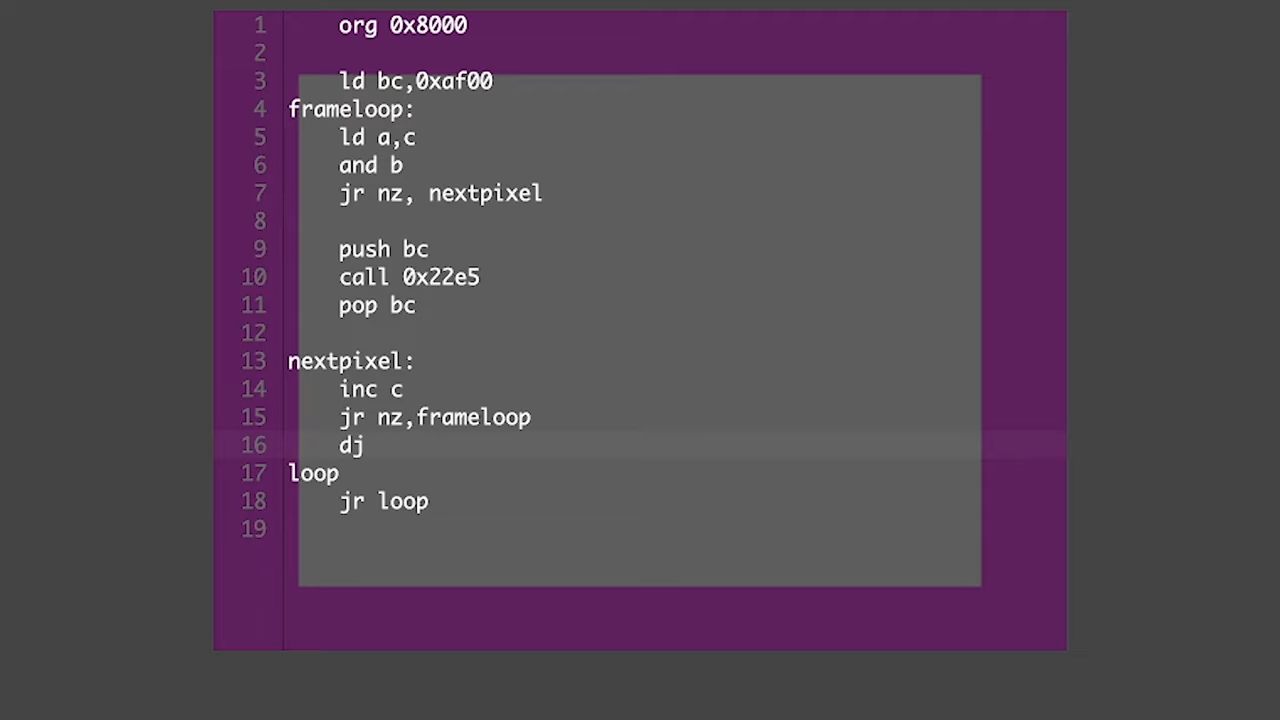 1 org 0x8000
2
3 ld bc,0xaf00
4 frameloop:
5 ld a,c
6 and b
7 jr nz, nextpixel
8
9 push bc
10 call 0x22e5
11 pop bc
12
13 nextpixel:
14 inc c
15 jr nz,frameloop
16 dj
17 loop
18 jr loop
19